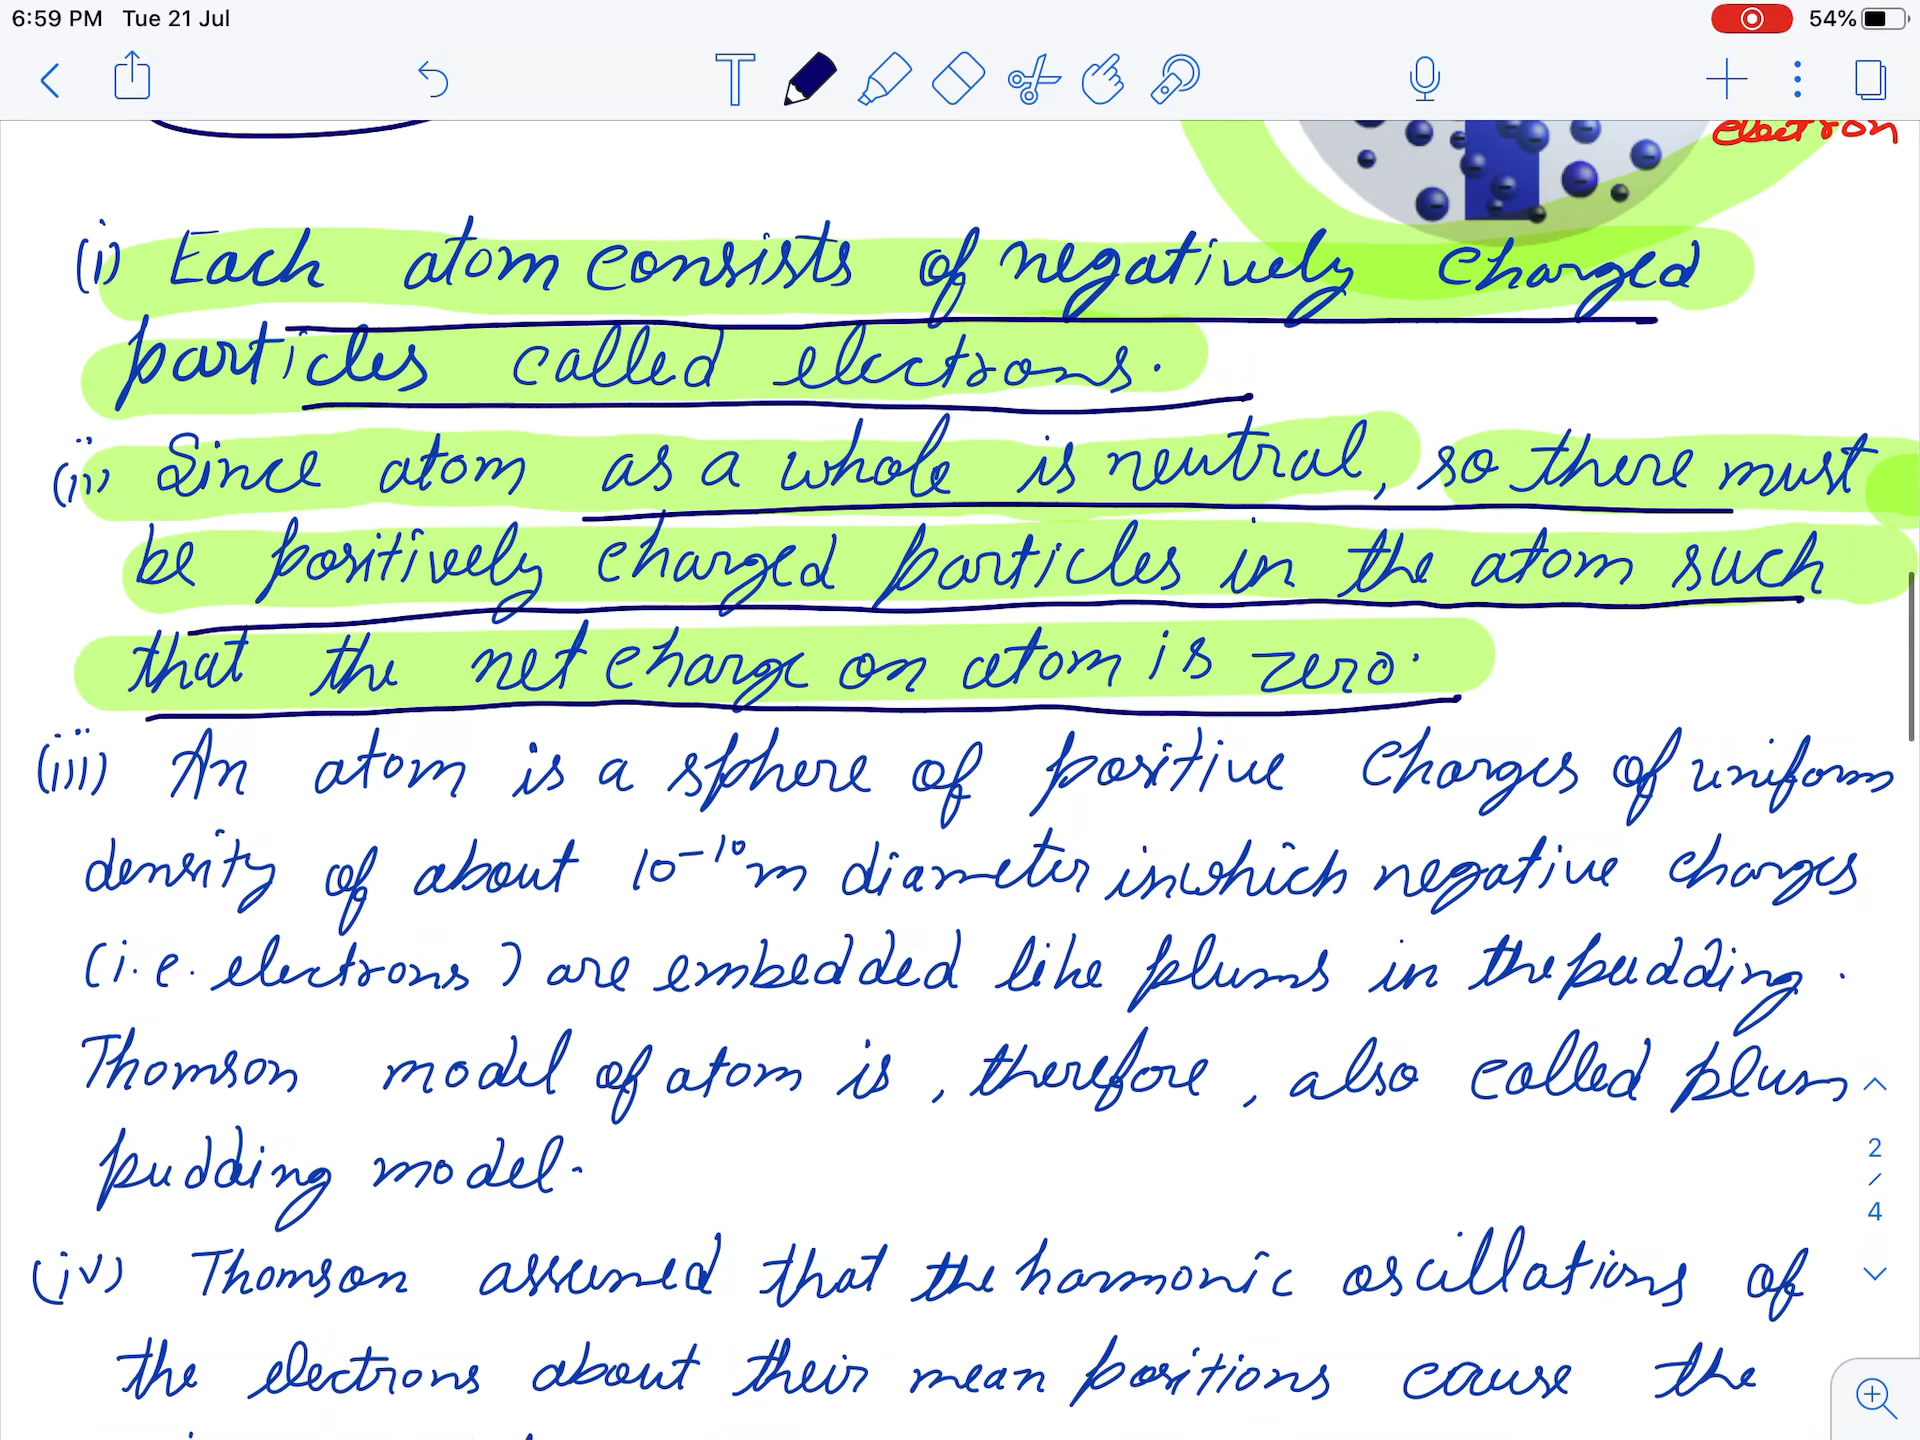 6:59 PM Tue 21 Jul
54%
T
electron
(i) Each atom consists of negatively charged
particles called electrons.
(ii) Since atom as a whole is neutral, so there must
be positively charged particles in the atom such
that the net charge on atom is zero.
(iii) An atom is a sphere of positive charges of uniform
density of about 10⁻¹⁰m diameter in which negative charges
(i.e. electrons) are embedded like plums in the pudding.
Thomson model of atom is, therefore, also called plum
pudding model.
(iv) Thomson assumed that the harmonic oscillations of
the electrons about their mean positions cause the
2
/
4